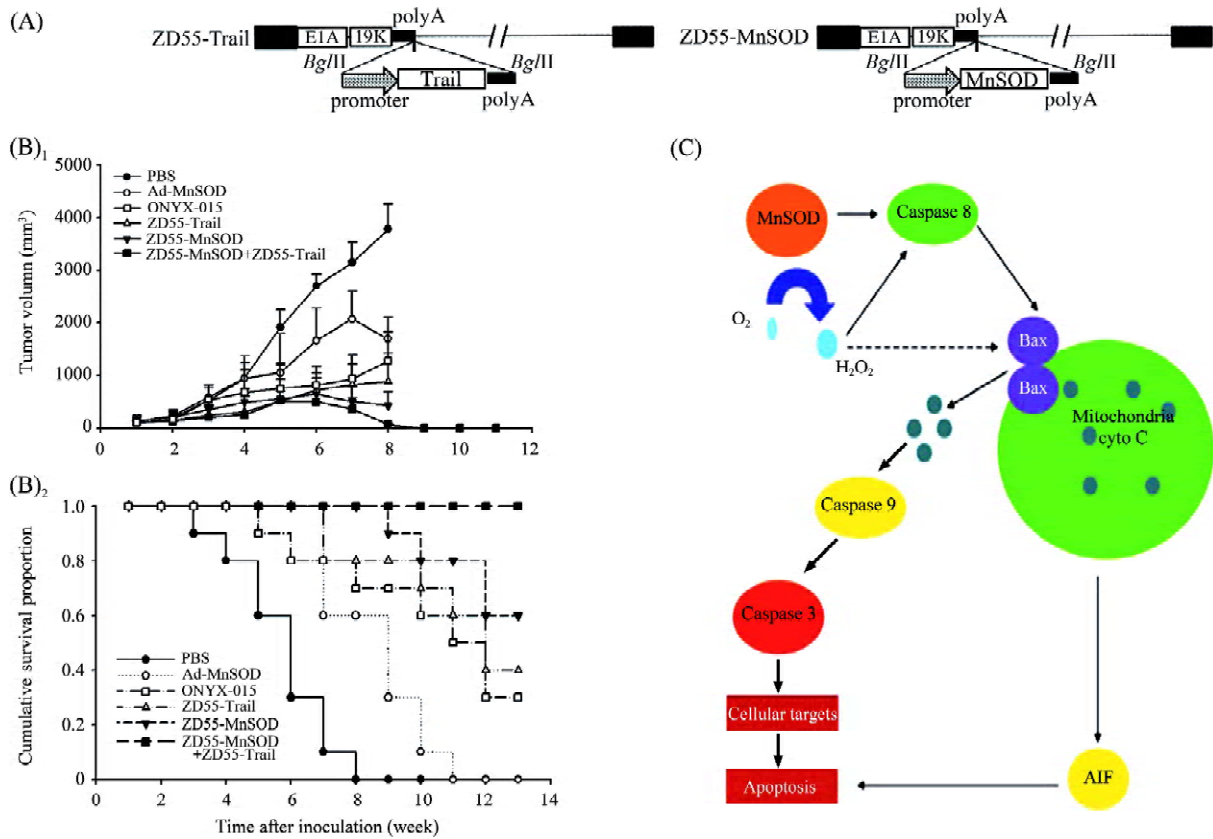 (A)
ZD55-Trail
E1A
19K
polyA
BglII
BglII
Trail
promoter
polyA
ZD55-MnSOD
E1A
19K
polyA
BglII
BglII
MnSOD
promoter
polyA
(B)1
5000
4000
3000
2000
1000
0
Tumor volumn (mm³)
PBS
Ad-MnSOD
ONYX-015
ZD55-Trail
ZD55-MnSOD
ZD55-MnSOD+ZD55-Trail
0 2 4 6 8 10 12
(B)2
1.0
0.8
0.6
0.4
0.2
0
Cumulative survival proportion
PBS
Ad-MnSOD
ONYX-015
ZD55-Trail
ZD55-MnSOD
ZD55-MnSOD
+ZD55-Trail
0 2 4 6 8 10 12 14
Time after inoculation (week)
(C)
MnSOD
Caspase 8
O2
H2O2
Bax
Bax
Mitochondria
cyto C
Caspase 9
Caspase 3
Cellular targets
Apoptosis
AIF